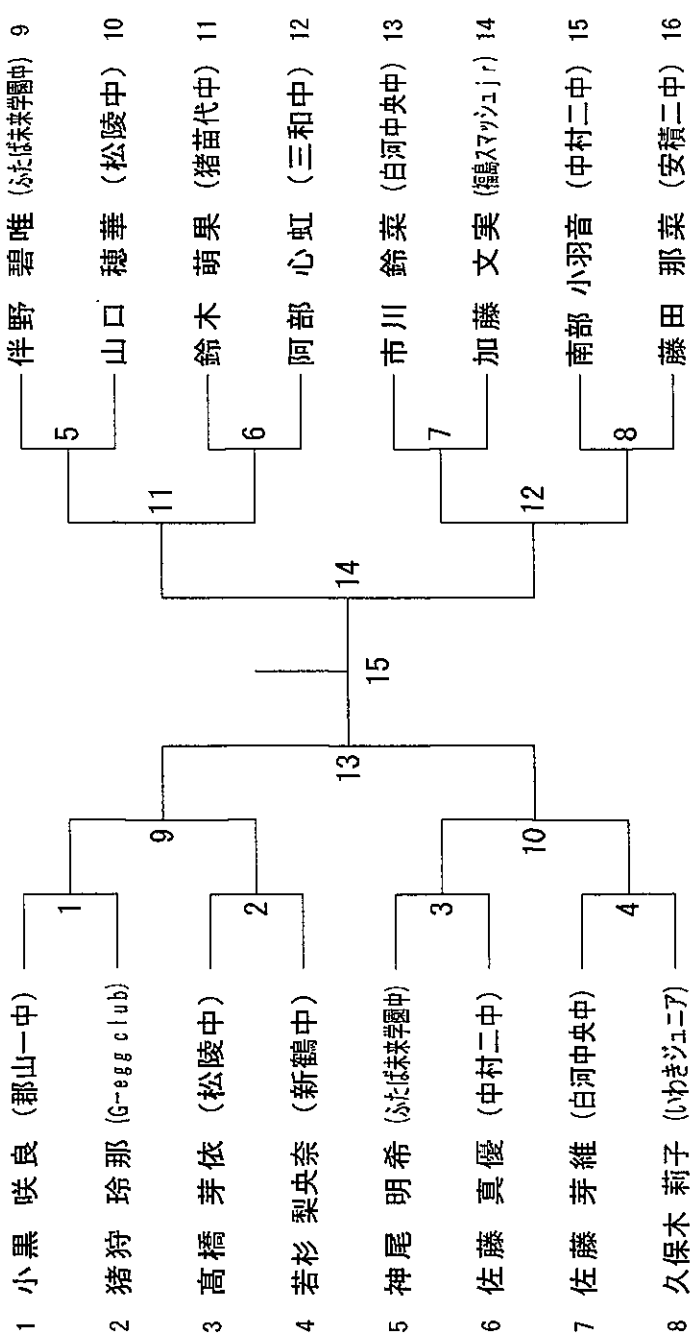 1 小黒 咲良 (郡山一中)
2 猪狩 玲那 (G-egg club)
3 髙橋 芽依 (松陵中)
4 若杉 梨央奈 (新鶴中)
5 神尾 明希 (ふたば未来学園中)
6 佐藤 真優 (中村二中)
7 佐藤 芽維 (白河中央中)
8 久保木 莉子 (いわきジュニア)
1
2
3
4
9
10
13
15
14
11
12
5
6
7
8
伴野 碧唯 (ふたば未来学園中) 9
山口 穂華 (松陵中) 10
鈴木 萌果 (猪苗代中) 11
阿部 心虹 (三和中) 12
市川 鈴菜 (白河中央中) 13
加藤 文実 (福島スマッシュjr) 14
南部 小羽音 (中村二中) 15
藤田 那菜 (安積二中) 16